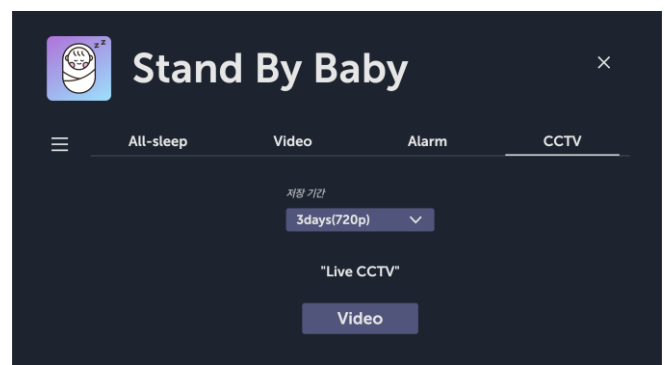 Stand By Baby
All-sleep Video Alarm CCTV
저장 기간
3days(720p)
"Live CCTV"
Video